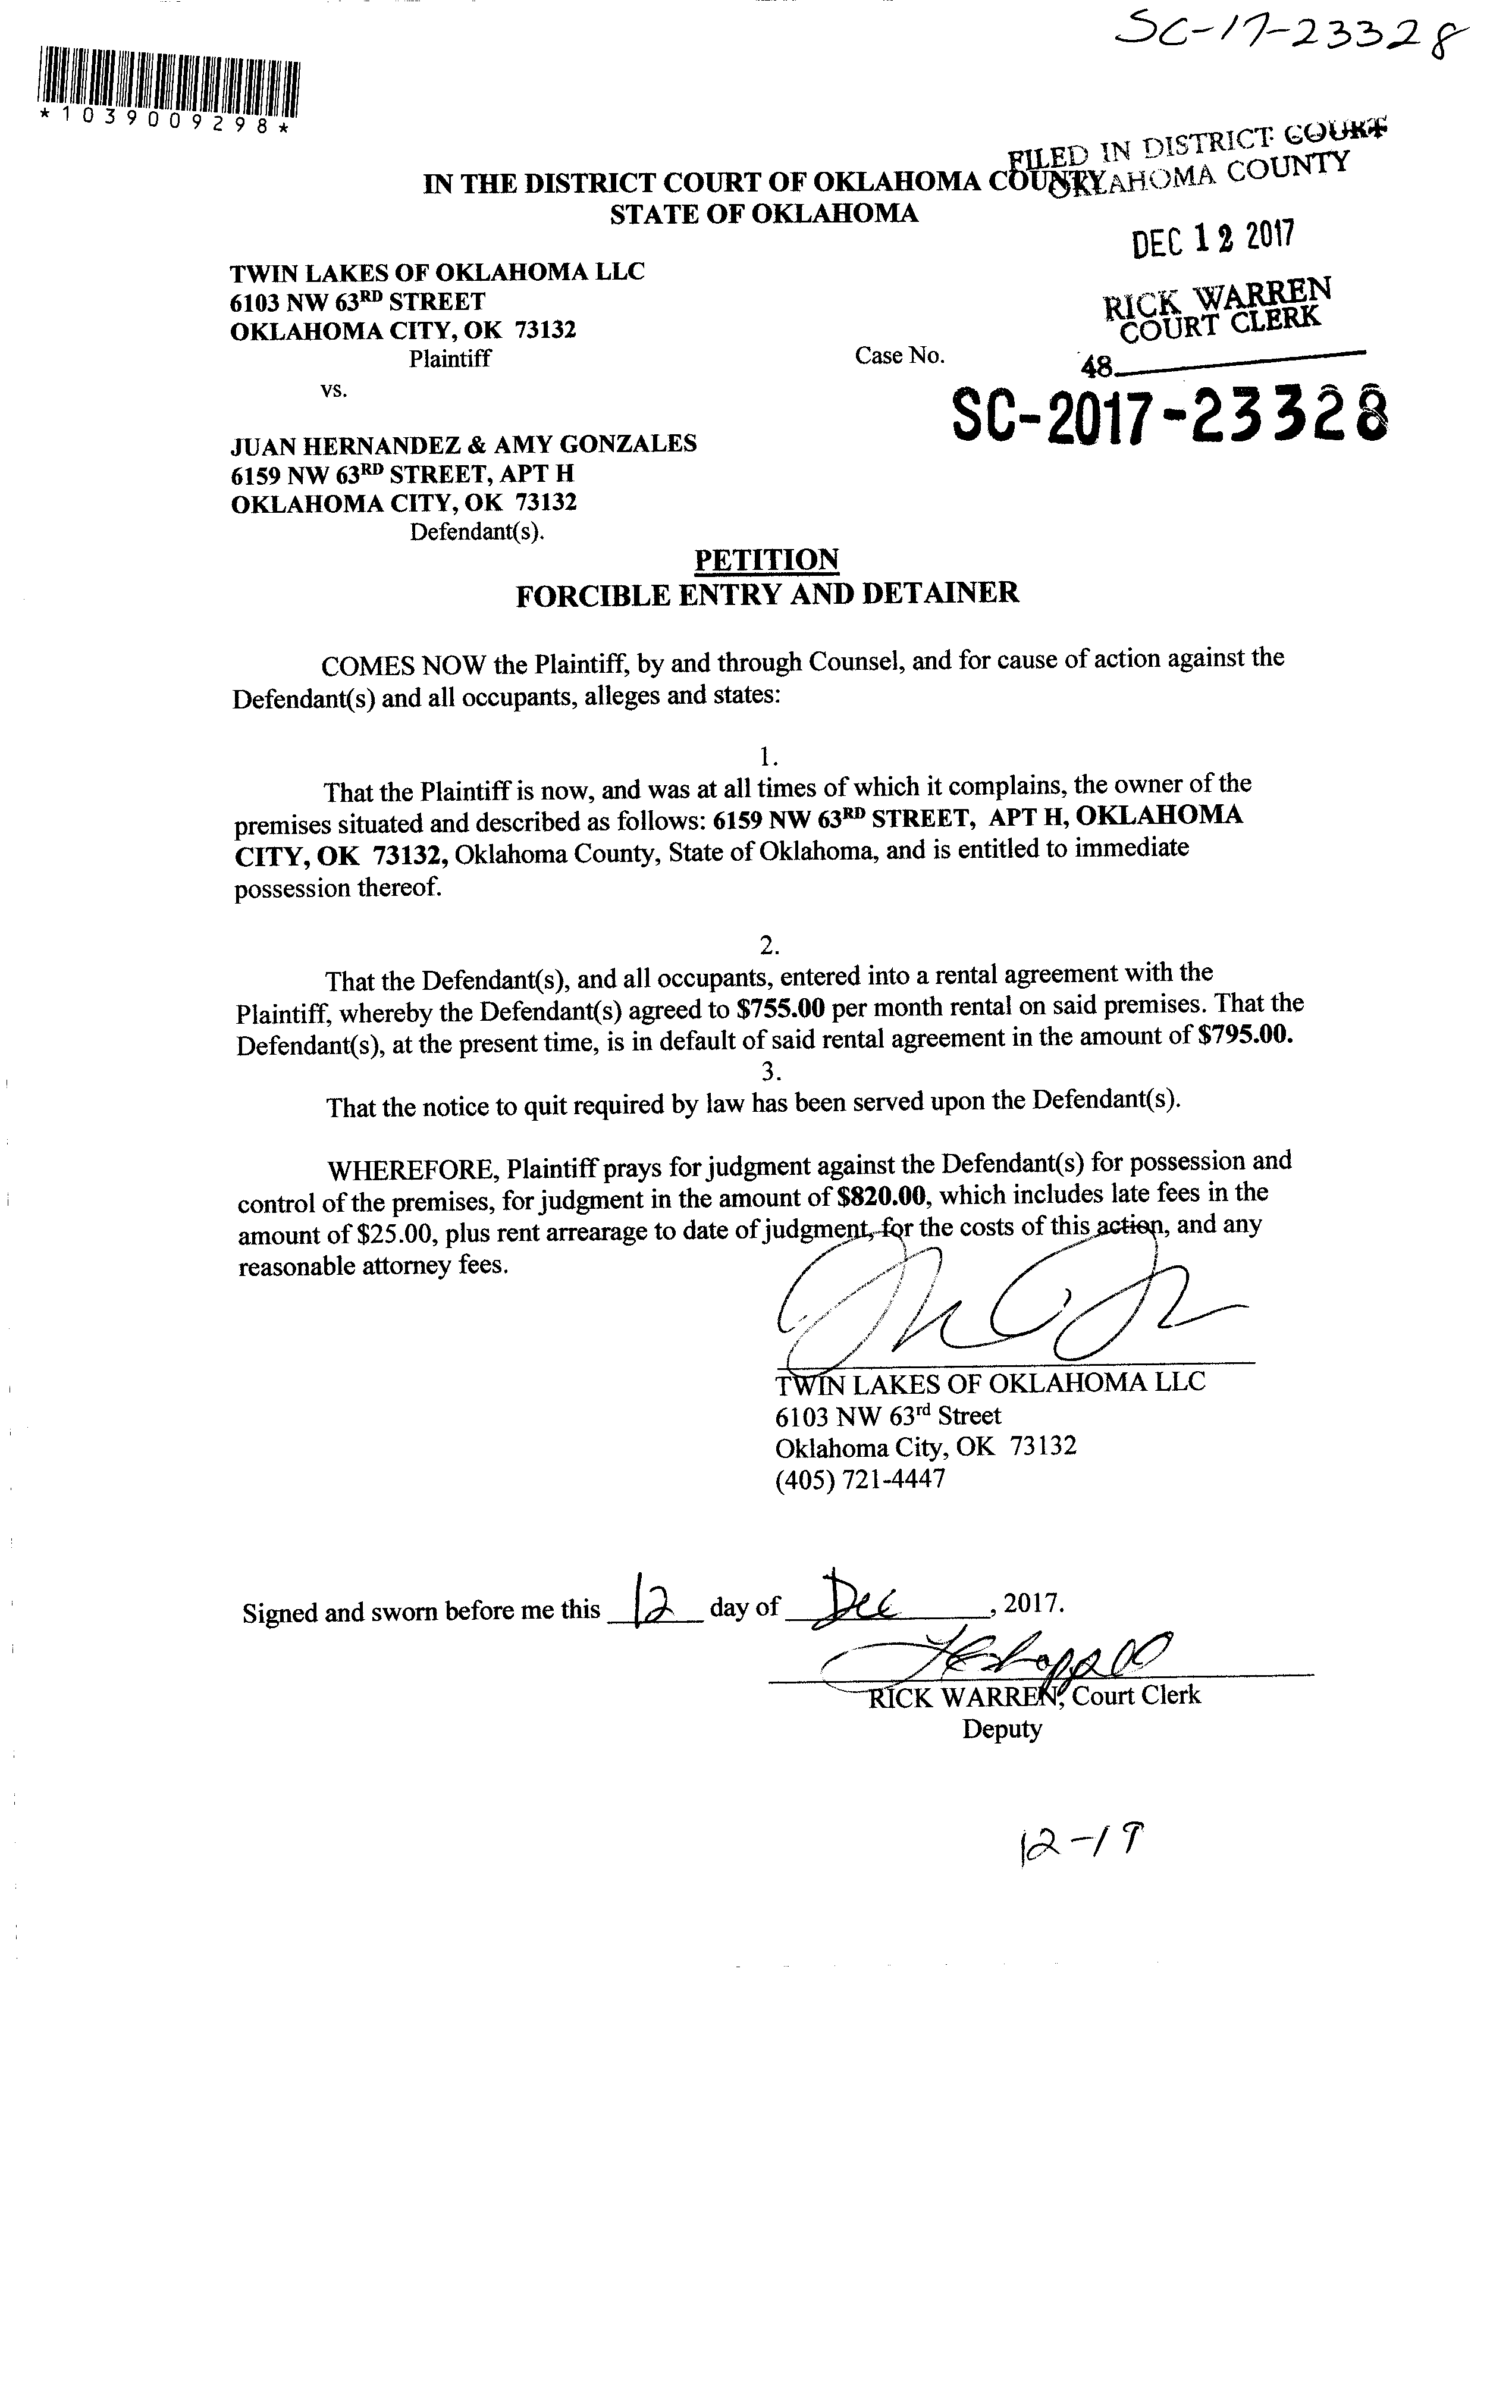 SC-17-23328
*1039009298*
FILED IN DISTRICT COURT
OKLAHOMA COUNTY
IN THE DISTRICT COURT OF OKLAHOMA COUNTY
STATE OF OKLAHOMA
DEC 12 2017
TWIN LAKES OF OKLAHOMA LLC
6103 NW 63RD STREET
OKLAHOMA CITY, OK 73132
Plaintiff
RICK WARREN
COURT CLERK
Case No.
48
vs.
SC-2017-23328
JUAN HERNANDEZ & AMY GONZALES
6159 NW 63RD STREET, APT H
OKLAHOMA CITY, OK 73132
Defendant(s).
PETITION
FORCIBLE ENTRY AND DETAINER
COMES NOW the Plaintiff, by and through Counsel, and for cause of action against the
Defendant(s) and all occupants, alleges and states:
1.
That the Plaintiff is now, and was at all times of which it complains, the owner of the
premises situated and described as follows: 6159 NW 63RD STREET, APT H, OKLAHOMA
CITY, OK 73132, Oklahoma County, State of Oklahoma, and is entitled to immediate
possession thereof.
2.
That the Defendant(s), and all occupants, entered into a rental agreement with the
Plaintiff, whereby the Defendant(s) agreed to $755.00 per month rental on said premises. That the
Defendant(s), at the present time, is in default of said rental agreement in the amount of $795.00.
3.
That the notice to quit required by law has been served upon the Defendant(s).
WHEREFORE, Plaintiff prays for judgment against the Defendant(s) for possession and
control of the premises, for judgment in the amount of $820.00, which includes late fees in the
amount of $25.00, plus rent arrearage to date of judgment, for the costs of this action, and any
reasonable attorney fees.
TWIN LAKES OF OKLAHOMA LLC
6103 NW 63rd Street
Oklahoma City, OK 73132
(405) 721-4447
Signed and sworn before me this 12 day of Dec, 2017.
RICK WARREN, Court Clerk
Deputy
12-19